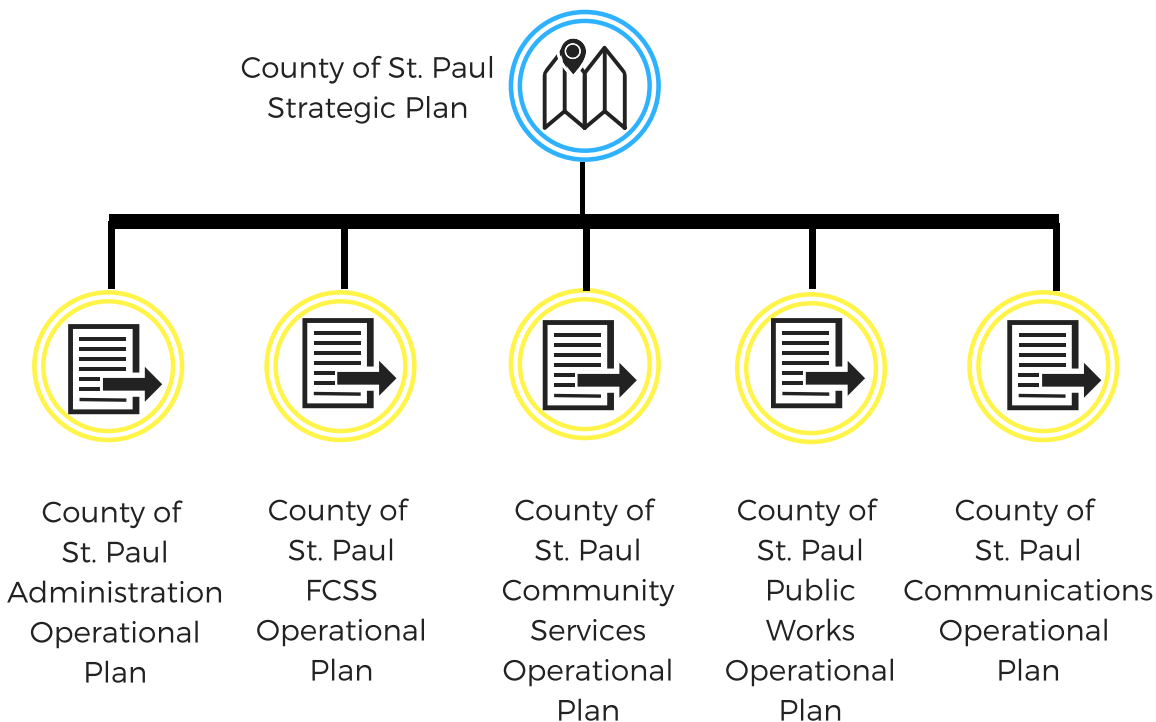 County of St. Paul
Strategic Plan
County of
St. Paul
Administration
Operational
Plan
County of
St. Paul
FCSS
Operational
Plan
County of
St. Paul
Community
Services
Operational
Plan
County of
St. Paul
Public
Works
Operational
Plan
County of
St. Paul
Communications
Operational
Plan